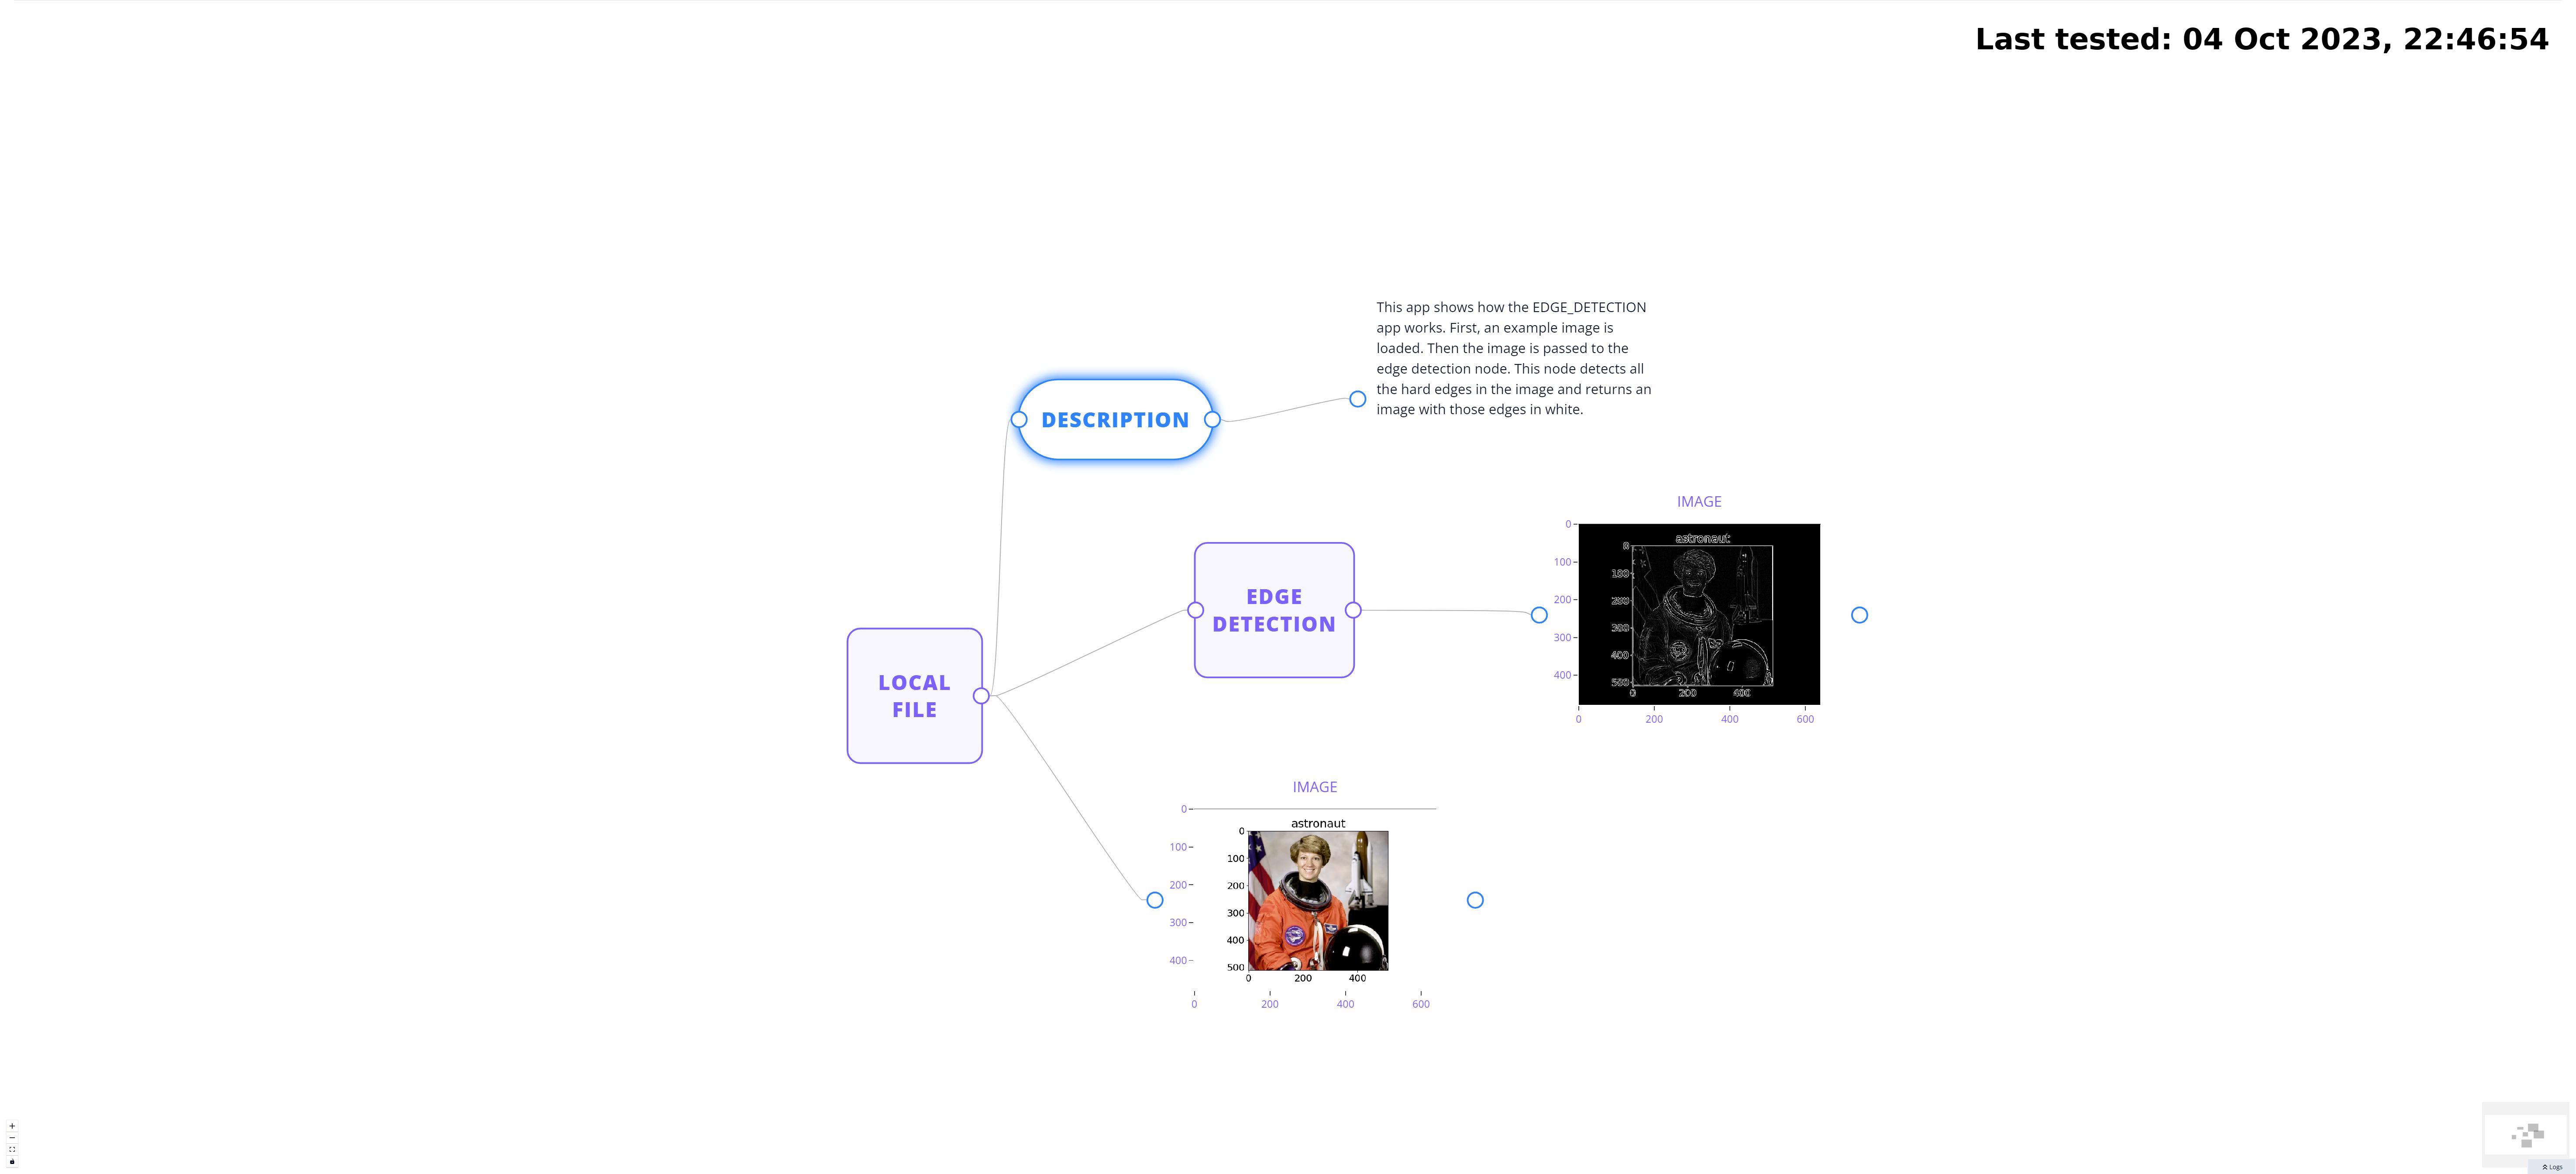 Last tested: 04 Oct 2023, 22:46:54
This app shows how the EDGE_DETECTION
app works. First, an example image is
loaded. Then the image is passed to the
edge detection node. This node detects all
the hard edges in the image and returns an
image with those edges in white.
DESCRIPTION
IMAGE
0
100
200
300
400
astronaut
0
100
200
300
400
500
0 200 400
0 200 400 600
EDGE
DETECTION
LOCAL
FILE
IMAGE
0
100
200
300
400
astronaut
0
100
200
300
400
500
0 200 400
0 200 400 600
Logs